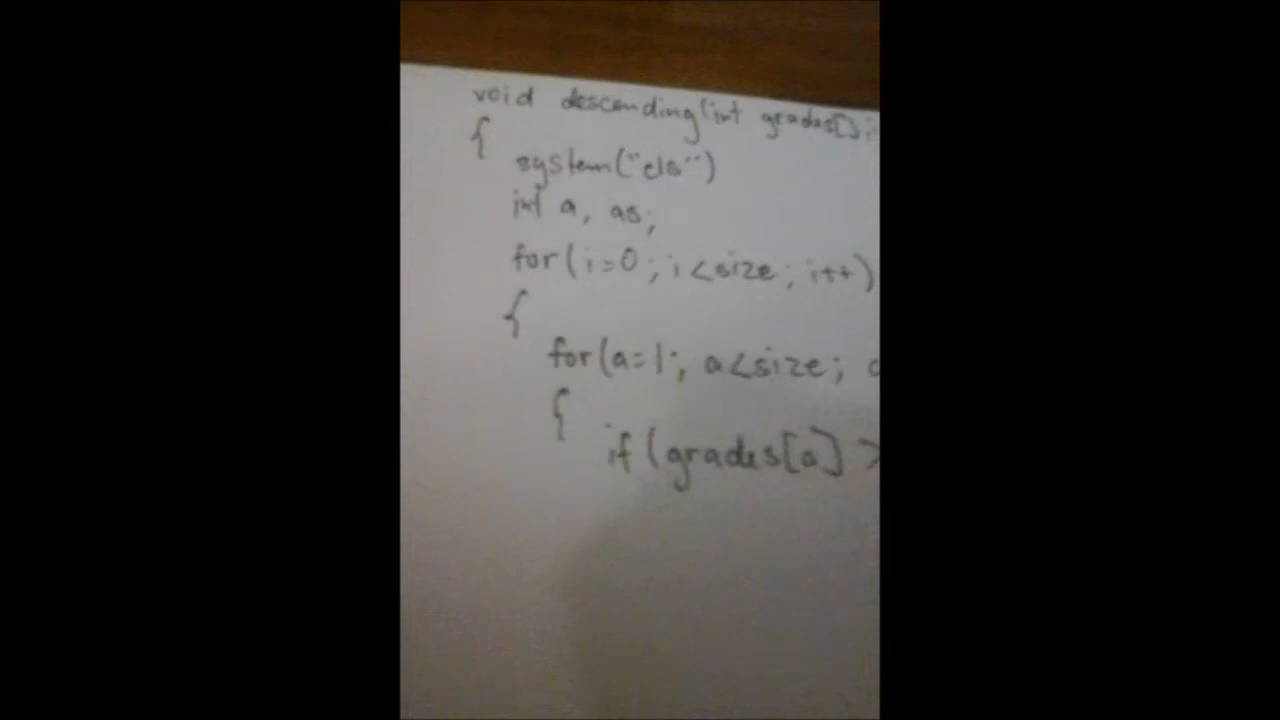 void descending(int grades[], i
{
system("cls")
int a, as;
for(i=0; i<size; i++)
{
for(a=1; a<size; a
{
if(grades[a] >